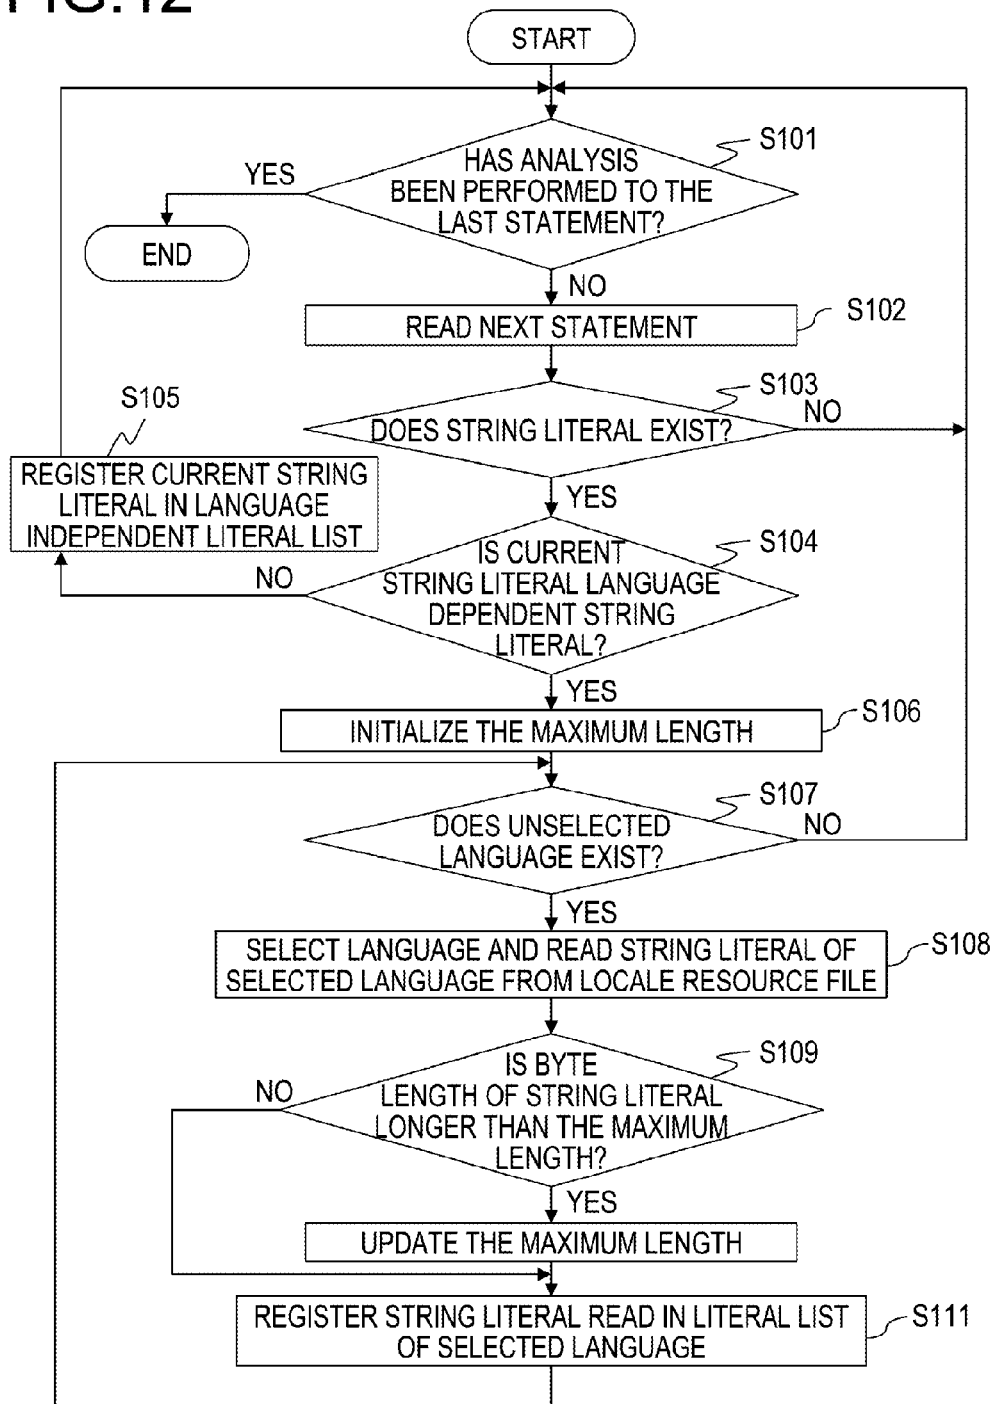 FIG.12
START
S101
HAS ANALYSIS
BEEN PERFORMED TO THE
LAST STATEMENT?
YES
END
NO
READ NEXT STATEMENT
S102
S103
DOES STRING LITERAL EXIST?
NO
S105
REGISTER CURRENT STRING
LITERAL IN LANGUAGE
INDEPENDENT LITERAL LIST
YES
S104
IS CURRENT
STRING LITERAL LANGUAGE
DEPENDENT STRING
LITERAL?
NO
YES
S106
INITIALIZE THE MAXIMUM LENGTH
S107
DOES UNSELECTED
LANGUAGE EXIST?
NO
YES
SELECT LANGUAGE AND READ STRING LITERAL OF
SELECTED LANGUAGE FROM LOCALE RESOURCE FILE
S108
S109
IS BYTE
LENGTH OF STRING LITERAL
LONGER THAN THE MAXIMUM
LENGTH?
NO
YES
UPDATE THE MAXIMUM LENGTH
REGISTER STRING LITERAL READ IN LITERAL LIST
OF SELECTED LANGUAGE
S111